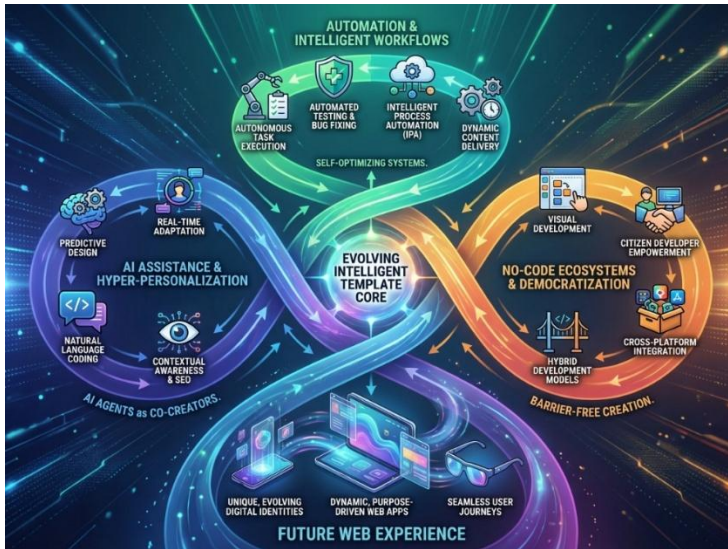 AUTOMATION &
INTELLIGENT WORKFLOWS
AUTONOMOUS
TASK
EXECUTION
AUTOMATED
TESTING &
BUG FIXING
INTELLIGENT
PROCESS
AUTOMATION
(IPA)
DYNAMIC
CONTENT
DELIVERY
SELF-OPTIMIZING SYSTEMS.
PREDICTIVE
DESIGN
REAL-TIME
ADAPTATION
AI ASSISTANCE &
HYPER-PERSONALIZATION
</>
NATURAL
LANGUAGE
CODING
CONTEXTUAL
AWARENESS
& SEO
AI AGENTS as CO-CREATORS.
EVOLVING
INTELLIGENT
TEMPLATE
CORE
VISUAL
DEVELOPMENT
CITIZEN DEVELOPER
EMPOWERMENT
NO-CODE ECOSYSTEMS
& DEMOCRATIZATION
</>
HYBRID
DEVELOPMENT
MODELS
CROSS-PLATFORM
INTEGRATION
BARRIER-FREE CREATION.
UNIQUE, EVOLVING
DIGITAL IDENTITIES
DYNAMIC, PURPOSE-
DRIVEN WEB APPS
SEAMLESS USER
JOURNEYS
FUTURE WEB EXPERIENCE